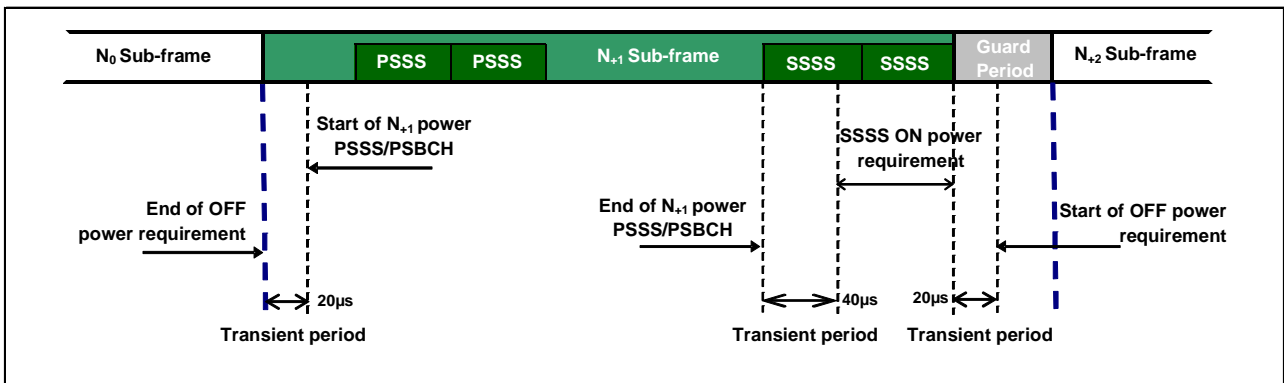 N₀ Sub-frame
PSSS
PSSS
N₊₁ Sub-frame
SSSS
SSSS
Guard
Period
N₊₂ Sub-frame
Start of N₊₁ power
PSSS/PSBCH
SSSS ON power
requirement
End of OFF
power requirement
End of N₊₁ power
PSSS/PSBCH
Start of OFF power
requirement
20µs
40µs
20µs
Transient period
Transient period
Transient period